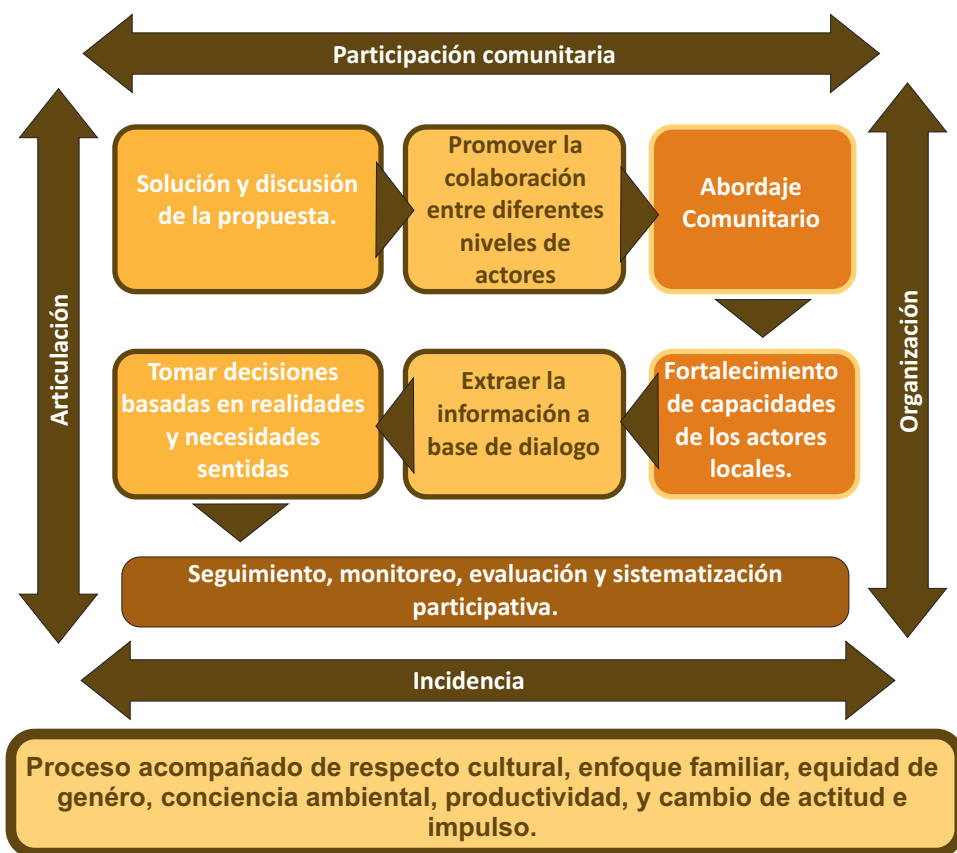 Participación comunitaria
Articulación
Organización
Solución y discusión
de la propuesta.
Promover la
colaboración
entre diferentes
niveles de
actores
Abordaje
Comunitario
Tomar decisiones
basadas en realidades
y necesidades
sentidas
Extraer la
información a
base de dialogo
Fortalecimiento
de capacidades
de los actores
locales.
Seguimiento, monitoreo, evaluación y sistematización
participativa.
Incidencia
Proceso acompañado de respecto cultural, enfoque familiar, equidad de
genéro, conciencia ambiental, productividad, y cambio de actitud e
impulso.